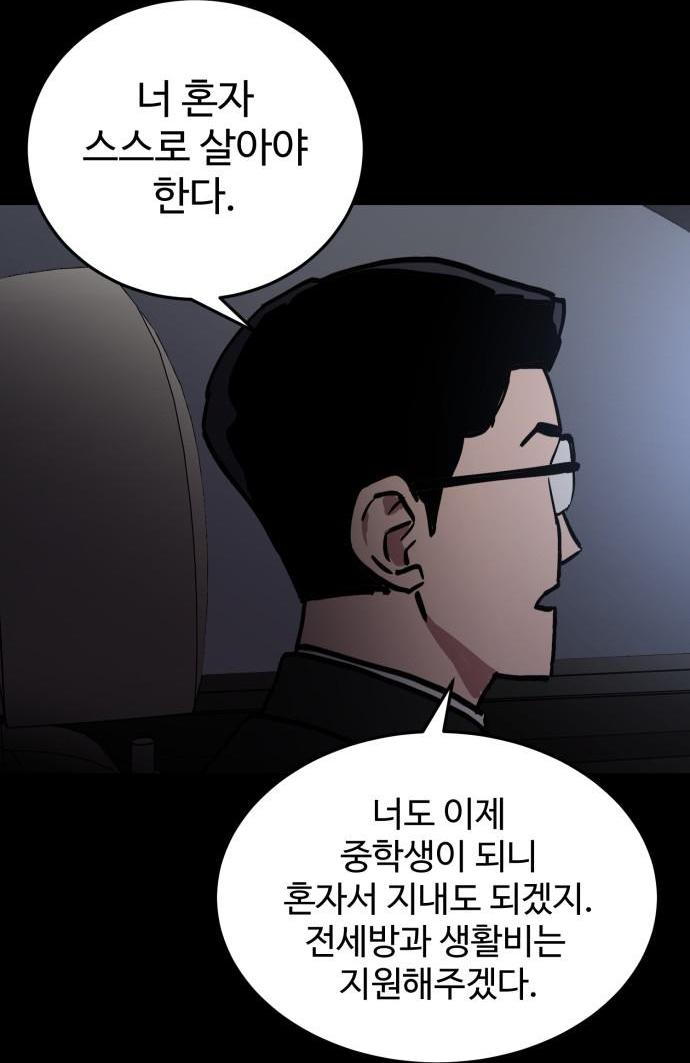 너 혼자
스스로 살아야
한다.
너도 이제
중학생이 되니
혼자서 지내도 되겠지.
전세방과 생활비는
지원해주겠다.